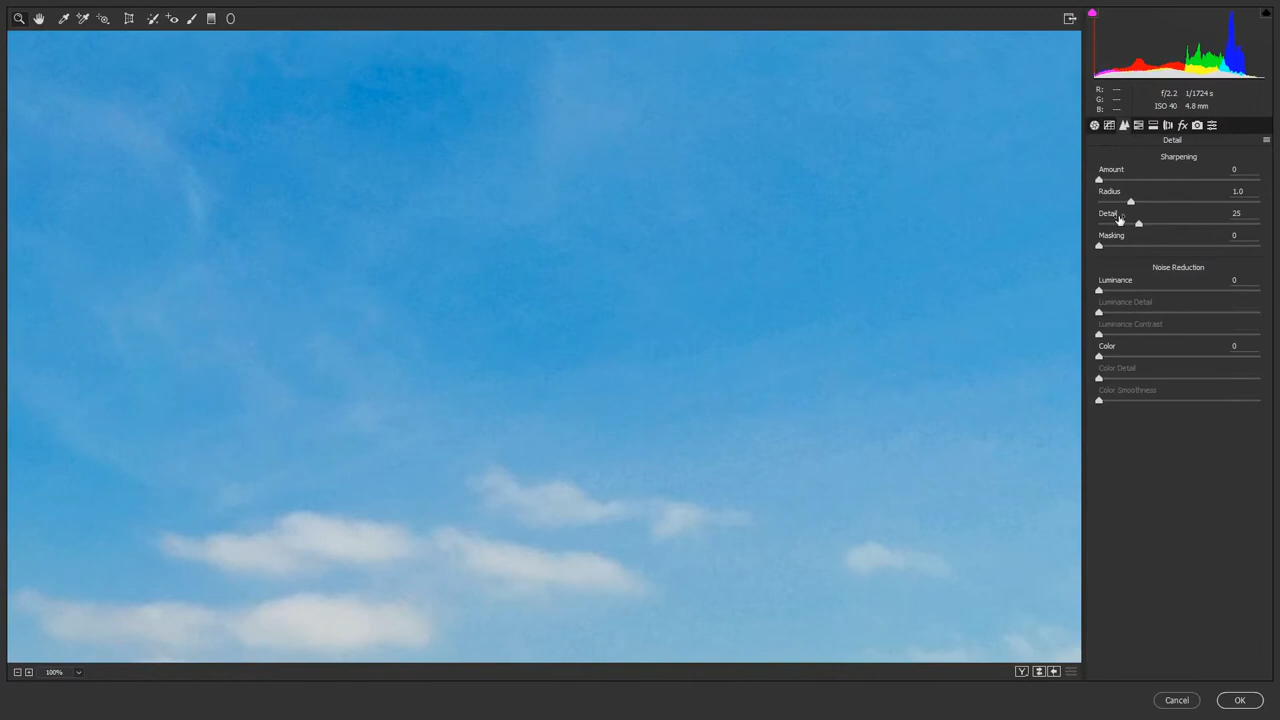 R: ---
G: ---
B: ---
f/2.2 1/1724 s
ISO 40 4.8 mm
fx
Detail
Sharpening
Amount 0
Radius 1.0
Detail 25
Masking 0
Noise Reduction
Luminance 0
Luminance Detail
Luminance Contrast
Color 0
Color Detail
Color Smoothness
100% Y
Cancel OK